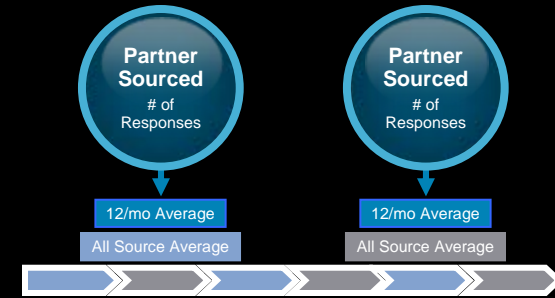 Partner
Sourced
# of
Responses
12/mo Average
All Source Average
Partner
Sourced
# of
Responses
12/mo Average
All Source Average